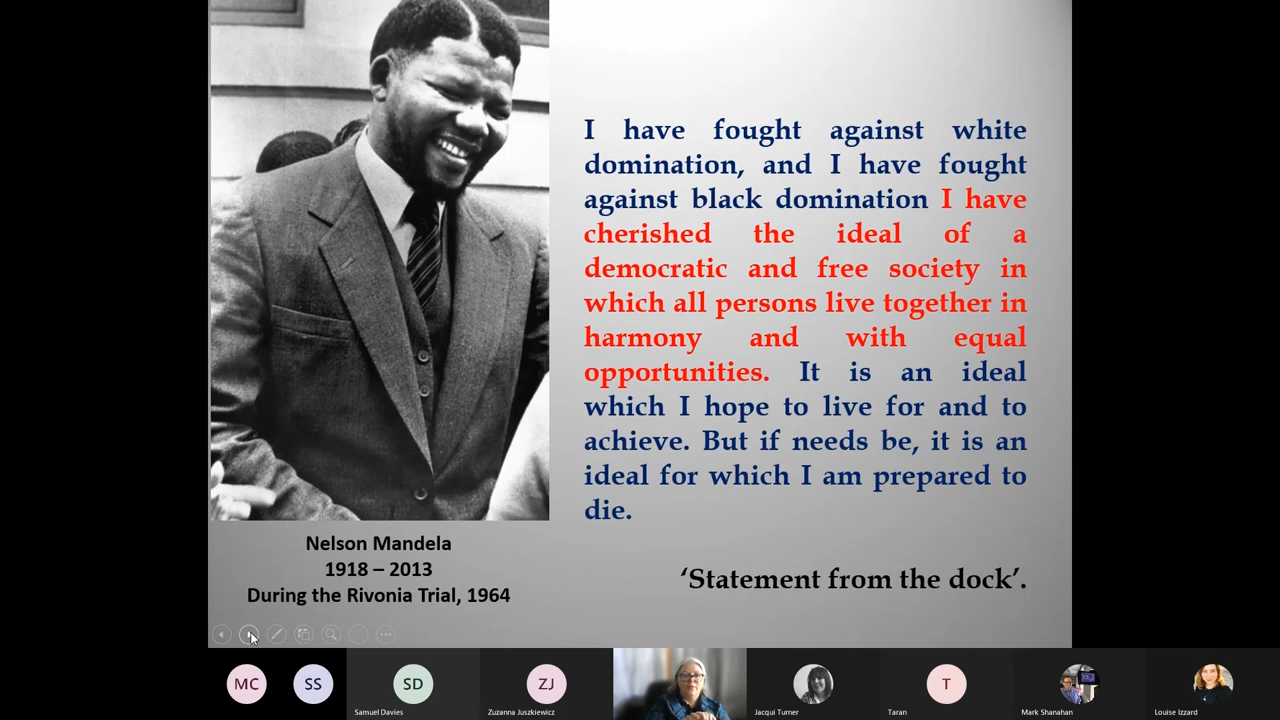 I have fought against white
domination, and I have fought
against black domination I have
cherished the ideal of a
democratic and free society in
which all persons live together in
harmony and with equal
opportunities. It is an ideal
which I hope to live for and to
achieve. But if needs be, it is an
ideal for which I am prepared to
die.
‘Statement from the dock’.
Nelson Mandela
1918 – 2013
During the Rivonia Trial, 1964
MC
SS
SD
Samuel Davies
ZJ
Zuzanna Juszkiewicz
Jacqui Turner
T
Taran
Mark Shanahan
Louise Izzard